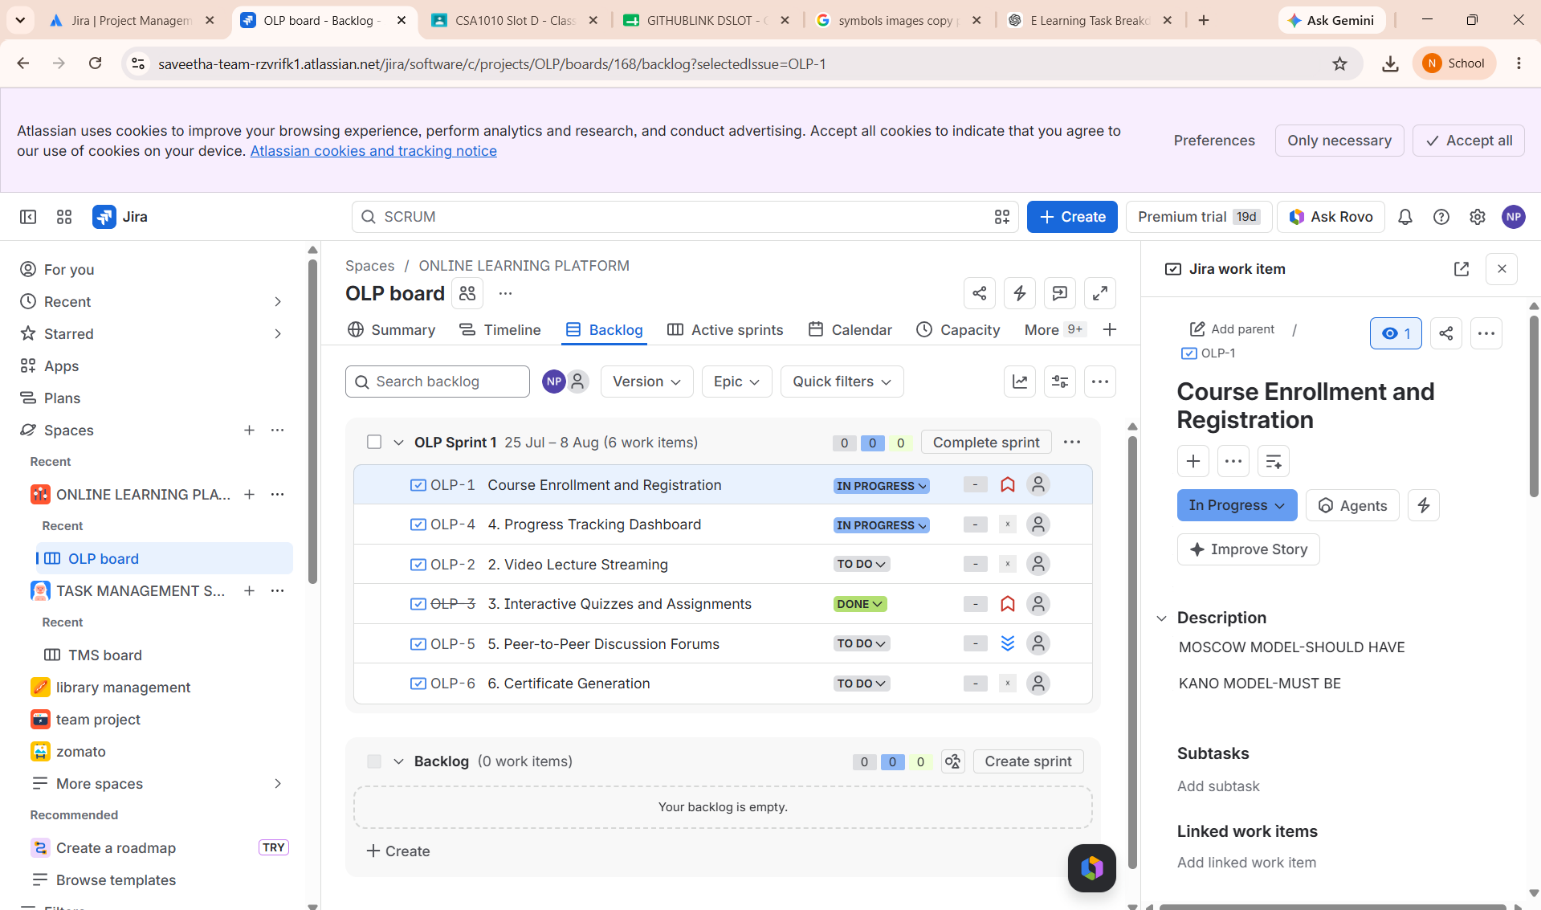 Jira | Project Managem
OLP board - Backlog -
CSA1010 Slot D - Class
GITHUBLINK DSLOT -
symbols images copy
E Learning Task Breakd
Ask Gemini
saveetha-team-rzvrifk1.atlassian.net/jira/software/c/projects/OLP/boards/168/backlog?selectedIssue=OLP-1
N School
Atlassian uses cookies to improve your browsing experience, perform analytics and research, and conduct advertising. Accept all cookies to indicate that you agree to
our use of cookies on your device. Atlassian cookies and tracking notice
Preferences
Only necessary
Accept all
Jira
SCRUM
+ Create
Premium trial 19d
Ask Rovo
NP
For you
Recent
Starred
Apps
Plans
Spaces
Recent
ONLINE LEARNING PLA...
Recent
OLP board
TASK MANAGEMENT S...
Recent
TMS board
library management
team project
zomato
More spaces
Recommended
Create a roadmap TRY
Browse templates
Spaces / ONLINE LEARNING PLATFORM
OLP board
Summary
Timeline
Backlog
Active sprints
Calendar
Capacity
More 9+
Search backlog
NP
Version
Epic
Quick filters
OLP Sprint 1 25 Jul – 8 Aug (6 work items) 0 0 0 Complete sprint
OLP-1 Course Enrollment and Registration IN PROGRESS -
OLP-4 4. Progress Tracking Dashboard IN PROGRESS -
OLP-2 2. Video Lecture Streaming TO DO -
OLP-3 3. Interactive Quizzes and Assignments DONE -
OLP-5 5. Peer-to-Peer Discussion Forums TO DO -
OLP-6 6. Certificate Generation TO DO -
Backlog (0 work items) 0 0 0 Create sprint
Your backlog is empty.
+ Create
Jira work item
Add parent /
OLP-1
1
Course Enrollment and
Registration
In Progress
Agents
Improve Story
Description
MOSCOW MODEL-SHOULD HAVE
KANO MODEL-MUST BE
Subtasks
Add subtask
Linked work items
Add linked work item